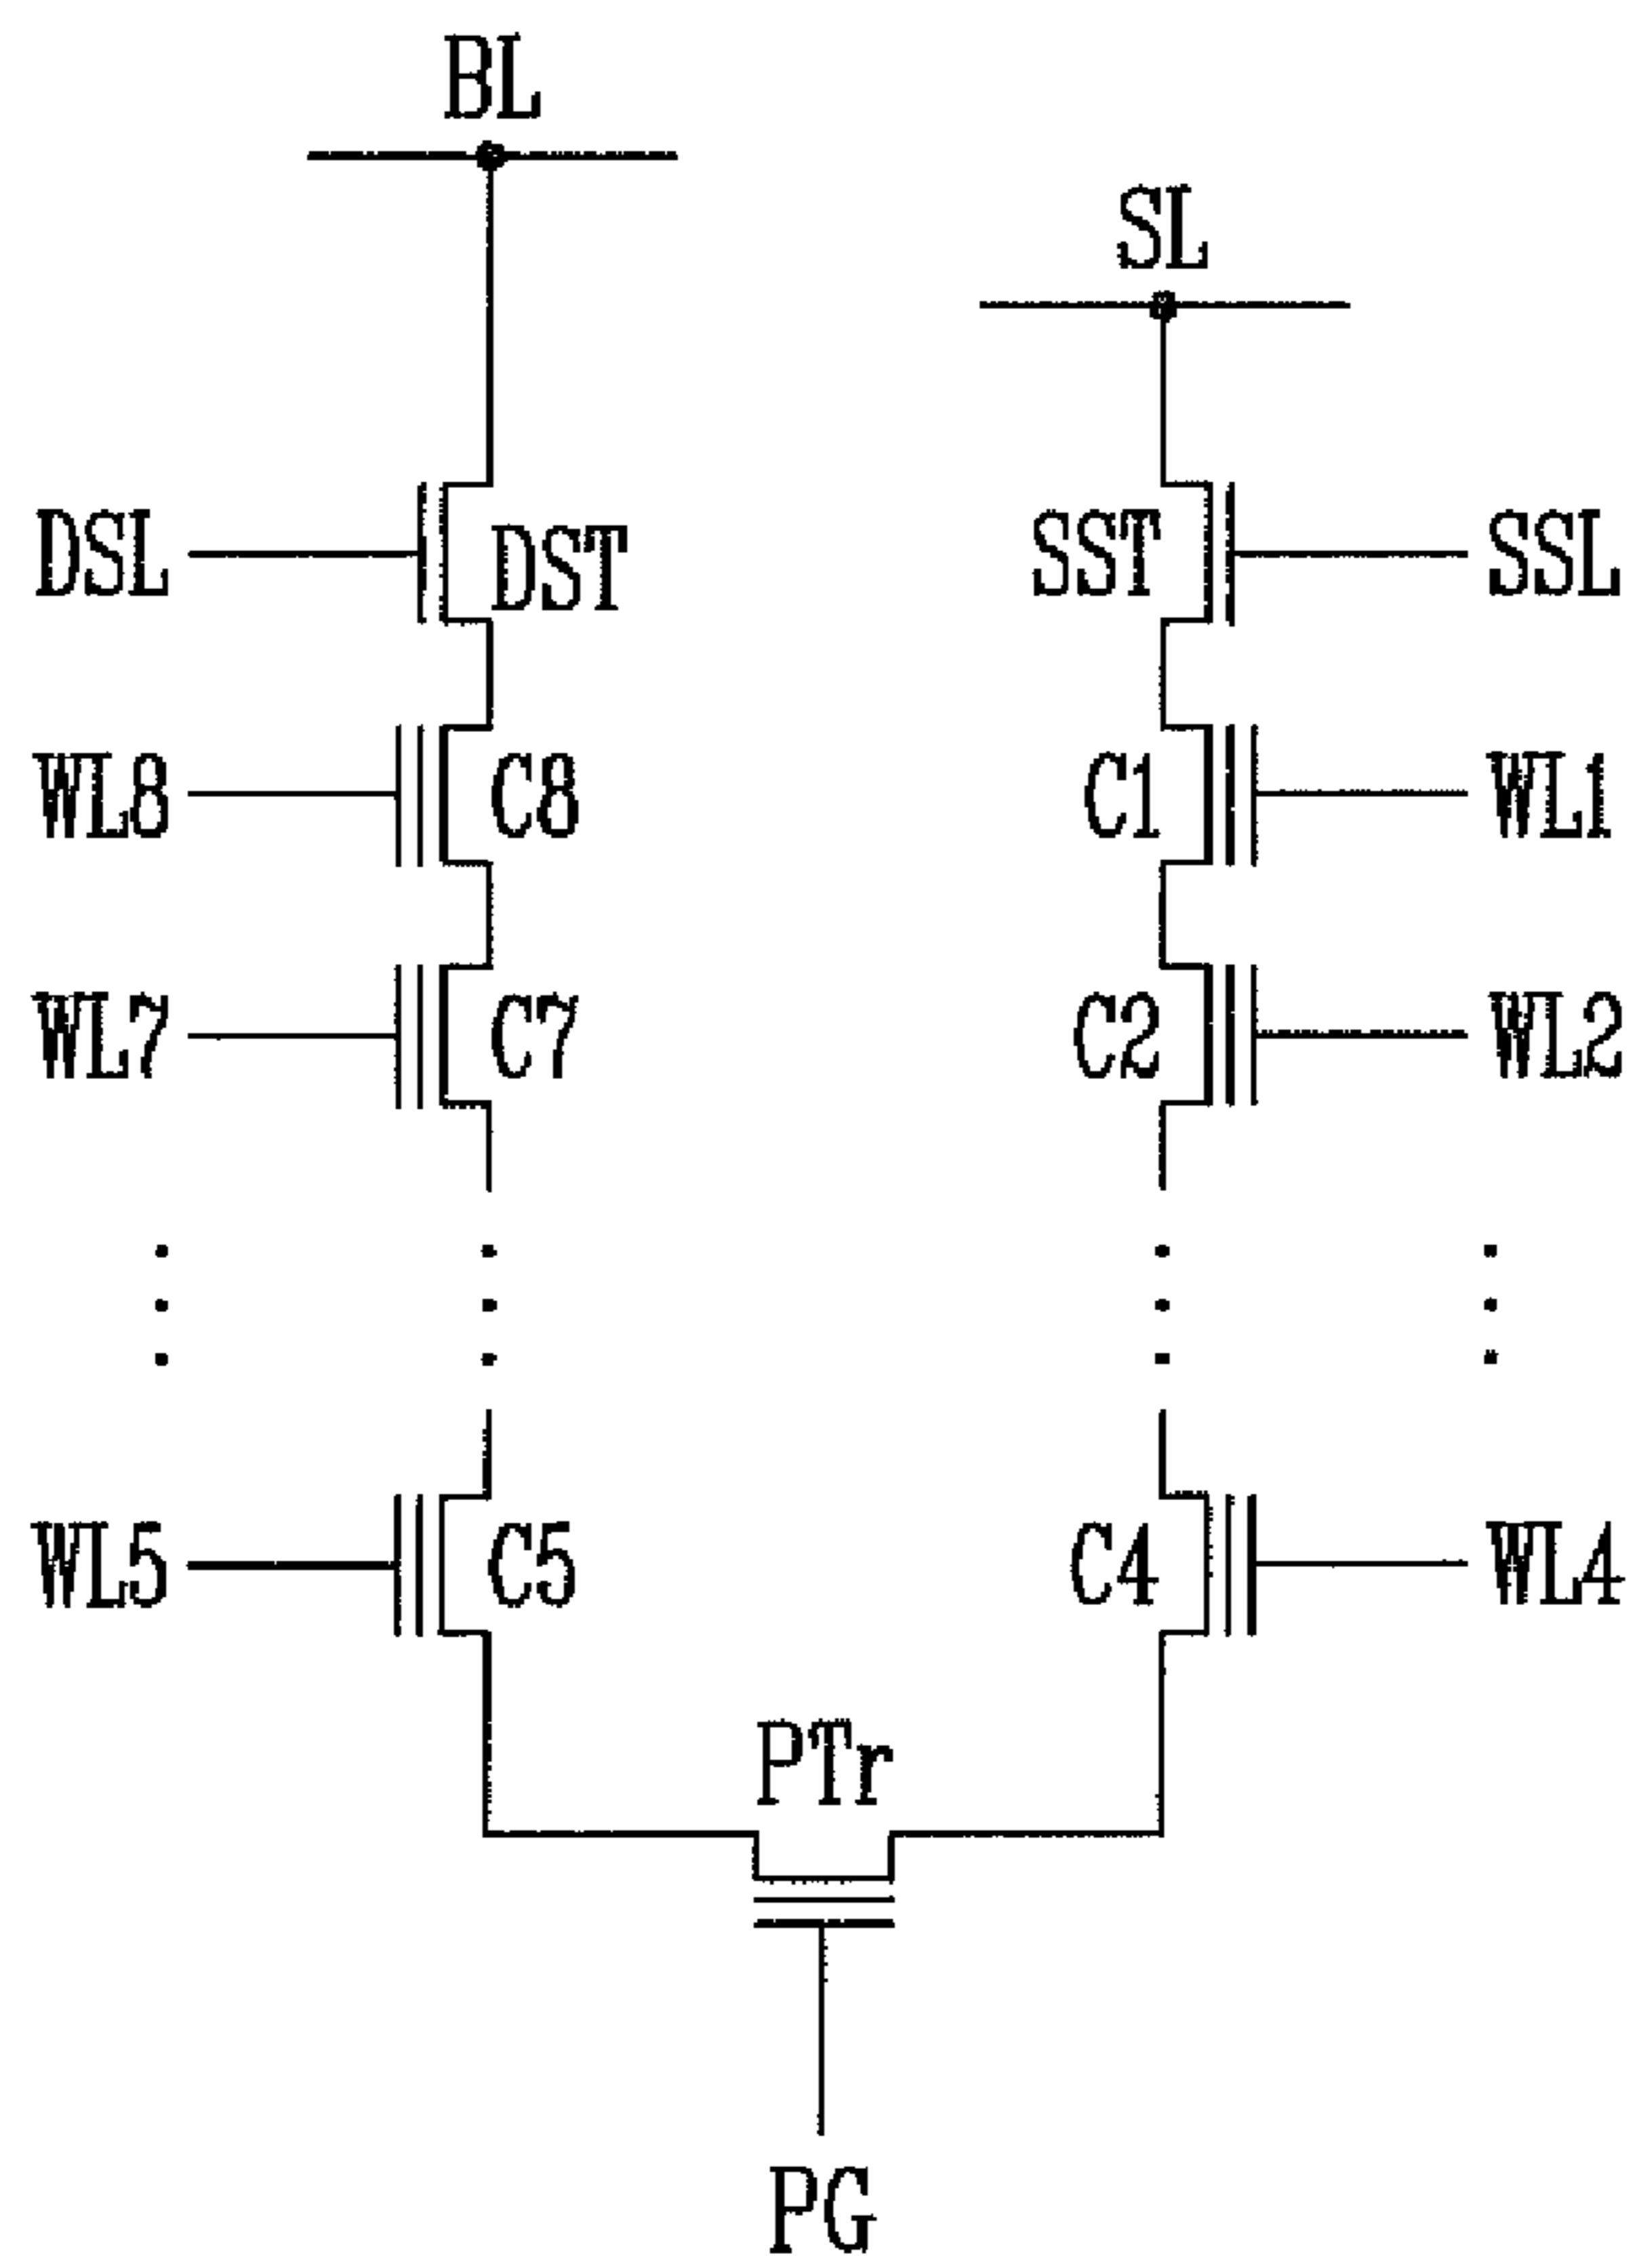 BL
SL
DSL DST SST SSL
WL8 C8 C1 WL1
WL7 C7 C2 WL2
WL5 C5 C4 WL4
PTr
PG